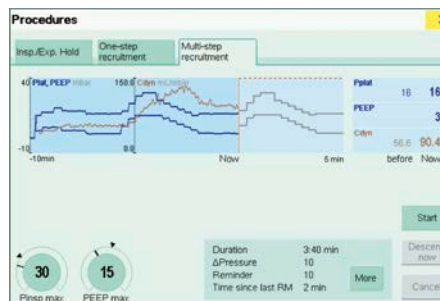 Procedures
Insp./Exp. Hold
One-step recruitment
Multi-step recruitment
40 Pplat, PEEP mbar
150.0 Cdyn mL/mbar
-10
0.0
-10min
Now
5 min
Pplat
16 16
PEEP
3
Cdyn
56.6 90.4
before Now
Start
Descent now
Cancel
30
Pinsp max
15
PEEP max
Duration 3:40 min
ΔPressure 10
Reminder 10
Time since last RM 2 min
More